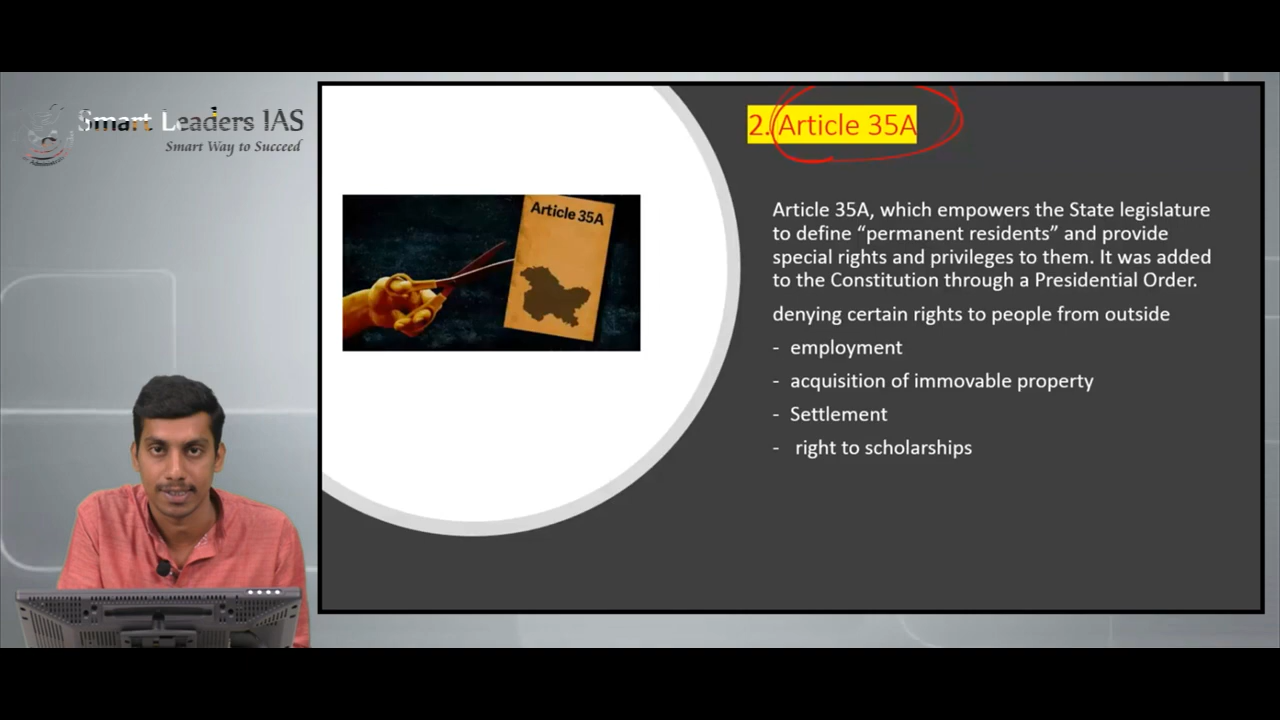 Smart Leaders IAS
Smart Way to Succeed
2. Article 35A
Article 35A
Article 35A, which empowers the State legislature
to define “permanent residents” and provide
special rights and privileges to them. It was added
to the Constitution through a Presidential Order.
denying certain rights to people from outside
- employment
- acquisition of immovable property
- Settlement
- right to scholarships